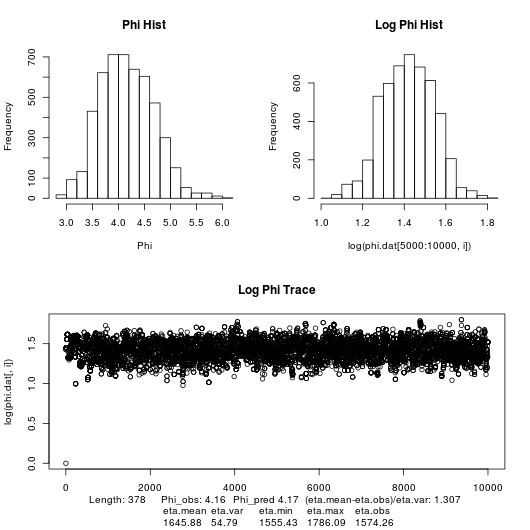 Phi Hist
Log Phi Hist
Frequency
0 100 300 500 700
3.0 3.5 4.0 4.5 5.0 5.5 6.0
Phi
Frequency
0 200 400 600
1.0 1.2 1.4 1.6 1.8
log(phi.dat[5000:10000, i])
Log Phi Trace
log(phi.dat[, i])
0.0 0.5 1.0 1.5
0 2000 4000 6000 8000 10000
Length: 378 Phi_obs: 4.16 Phi_pred 4.17 (eta.mean-eta.obs)/eta.var: 1.307
eta.mean eta.var eta.min eta.max eta.obs
1645.88 54.79 1555.43 1786.09 1574.26